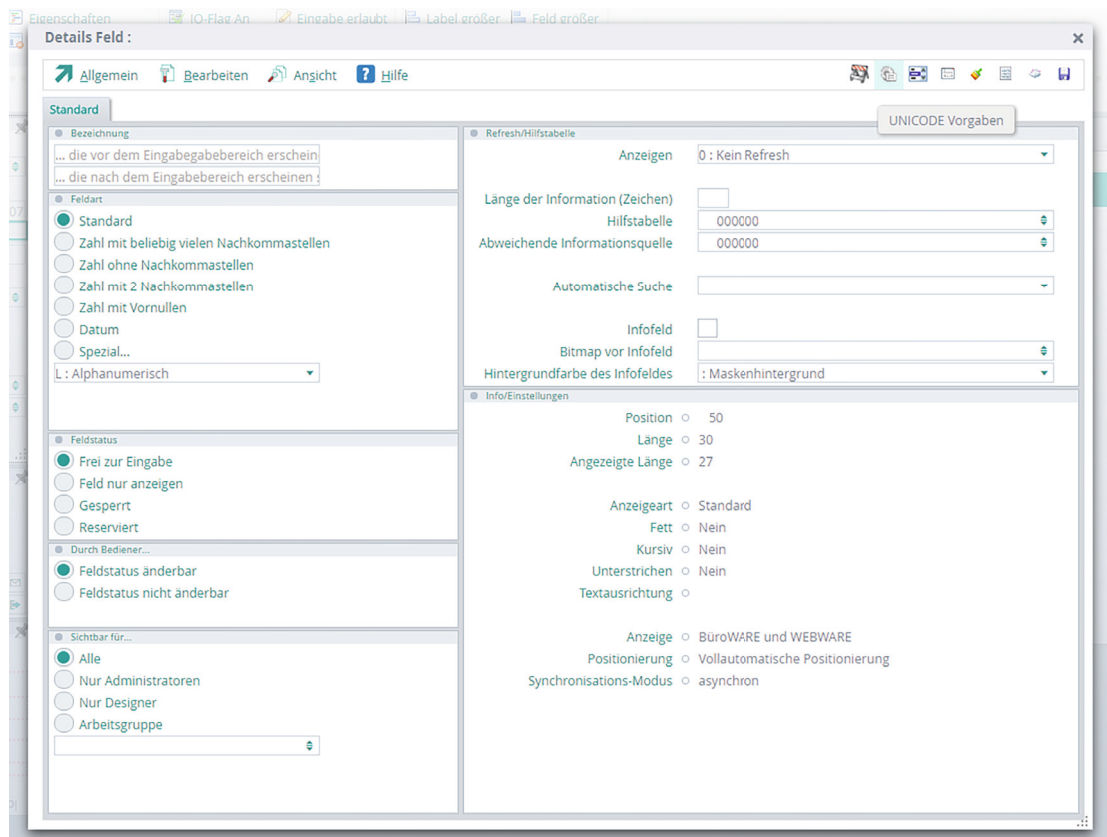 Eigenschaften IO-Flag An Eingabe erlaubt Label größer Feld größer
Details Feld :
Allgemein Bearbeiten Ansicht Hilfe
UNICODE Vorgaben
Standard
Bezeichnung
... die vor dem Eingabegabebereich erschein
... die nach dem Eingabebereich erscheinen s
Feldart
Standard
Zahl mit beliebig vielen Nachkommastellen
Zahl ohne Nachkommastellen
Zahl mit 2 Nachkommastellen
Zahl mit Vornullen
Datum
Spezial...
L : Alphanumerisch
Feldstatus
Frei zur Eingabe
Feld nur anzeigen
Gesperrt
Reserviert
Durch Bediener...
Feldstatus änderbar
Feldstatus nicht änderbar
Sichtbar für...
Alle
Nur Administratoren
Nur Designer
Arbeitsgruppe
Refresh/Hilfstabelle
Anzeigen 0 : Kein Refresh
Länge der Information (Zeichen)
Hilfstabelle 000000
Abweichende Informationsquelle 000000
Automatische Suche
Infofeld
Bitmap vor Infofeld
Hintergrundfarbe des Infofeldes : Maskenhintergrund
Info/Einstellungen
Position 50
Länge 30
Angezeigte Länge 27
Anzeigeart Standard
Fett Nein
Kursiv Nein
Unterstrichen Nein
Textausrichtung
Anzeige BüroWARE und WEBWARE
Positionierung Vollautomatische Positionierung
Synchronisations-Modus asynchron
07